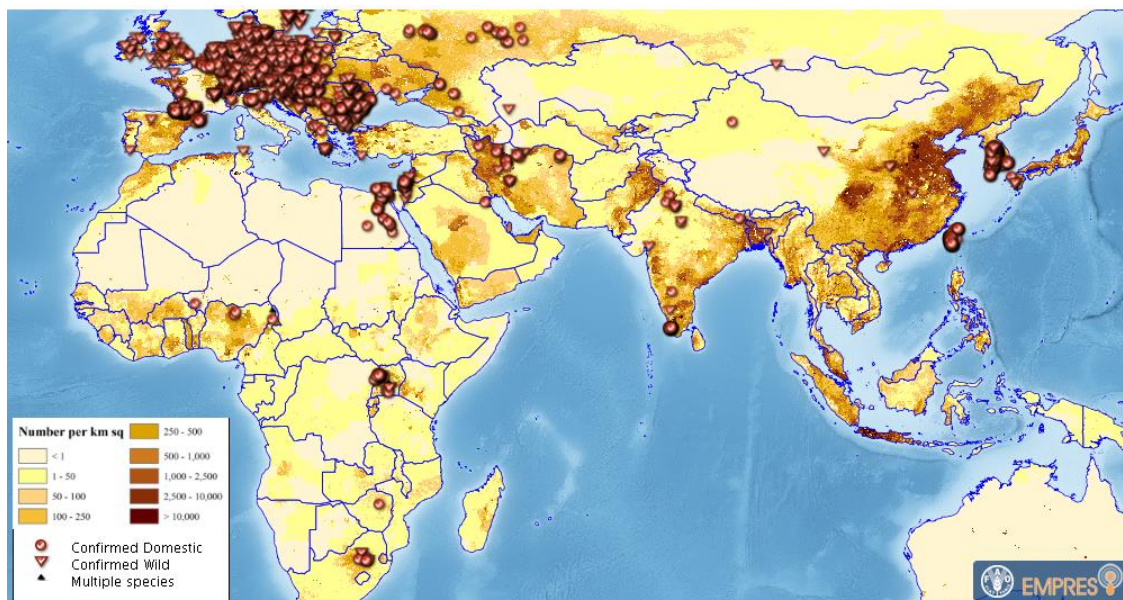 Number per km sq
< 1
1 - 50
50 - 100
100 - 250
250 - 500
500 - 1,000
1,000 - 2,500
2,500 - 10,000
> 10,000
Confirmed Domestic
Confirmed Wild
Multiple species
FAO
EMPRES